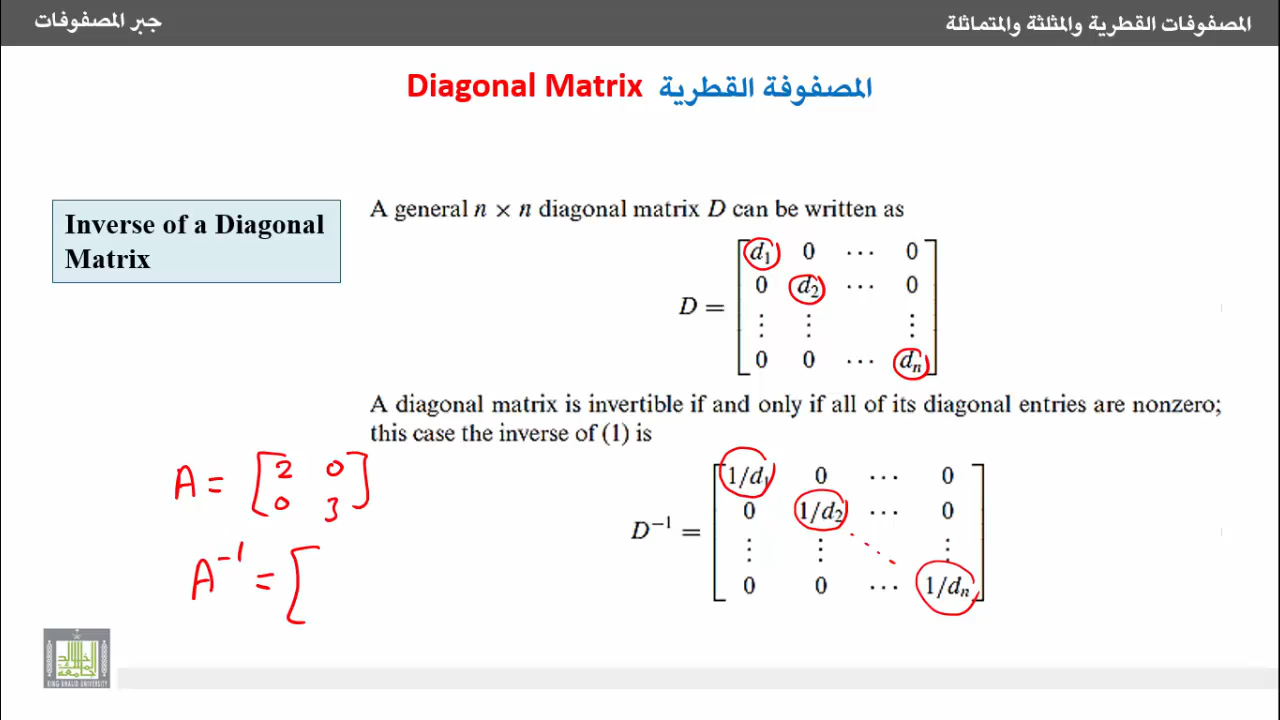 المصفوفات القطرية والمثلثة والمتماثلة
جبر المصفوفات
المصفوفة القطرية Diagonal Matrix
Inverse of a Diagonal
Matrix
A general n × n diagonal matrix D can be written as
D = [ d₁ 0 ⋯ 0
0 d₂ ⋯ 0
⋮ ⋮ ⋮
0 0 ⋯ dₙ ]
A diagonal matrix is invertible if and only if all of its diagonal entries are nonzero;
this case the inverse of (1) is
D⁻¹ = [ 1/d₁ 0 ⋯ 0
0 1/d₂ ⋯ 0
⋮ ⋮ ⋮
0 0 ⋯ 1/dₙ ]
A = [ 2 0
0 3 ]
A⁻¹ = [
KING KHALID UNIVERSITY